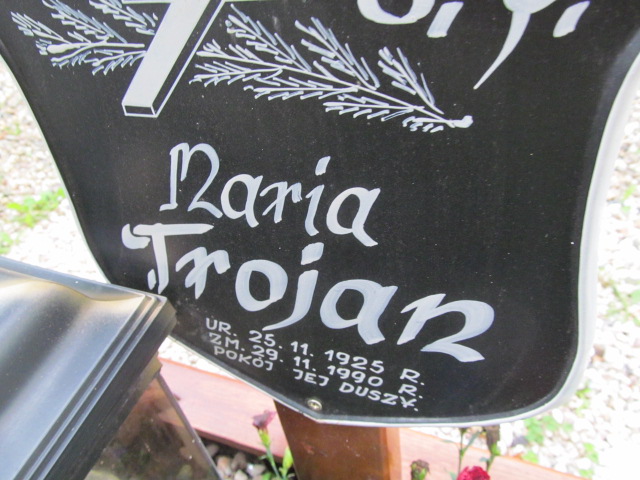 Maria
Trojan
UR. 25. 11. 1925 R.
ZM. 29. 11. 1990 R.
POKÓJ JEJ DUSZY.